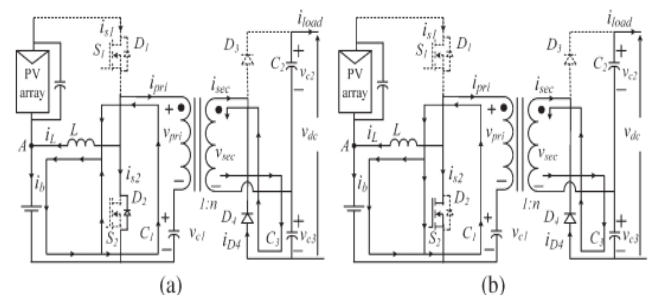 i_s1
S_1
D_1
D_3
i_load
+
C_2
v_c2
−
PV
array
i_pri
i_sec
+
v_pri
−
v_sec
v_dc
A
i_L
L
i_b
i_s2
D_2
S_2
1:n
C_1
+
v_c1
−
D_4
i_D4
C_3
+
v_c3
−
(a)
i_s1
S_1
D_1
D_3
i_load
+
C_2
v_c2
−
PV
array
i_pri
i_sec
+
v_pri
−
v_sec
v_dc
A
i_L
L
i_b
i_s2
D_2
S_2
1:n
C_1
+
v_c1
−
D_4
i_D4
C_3
+
v_c3
−
(b)